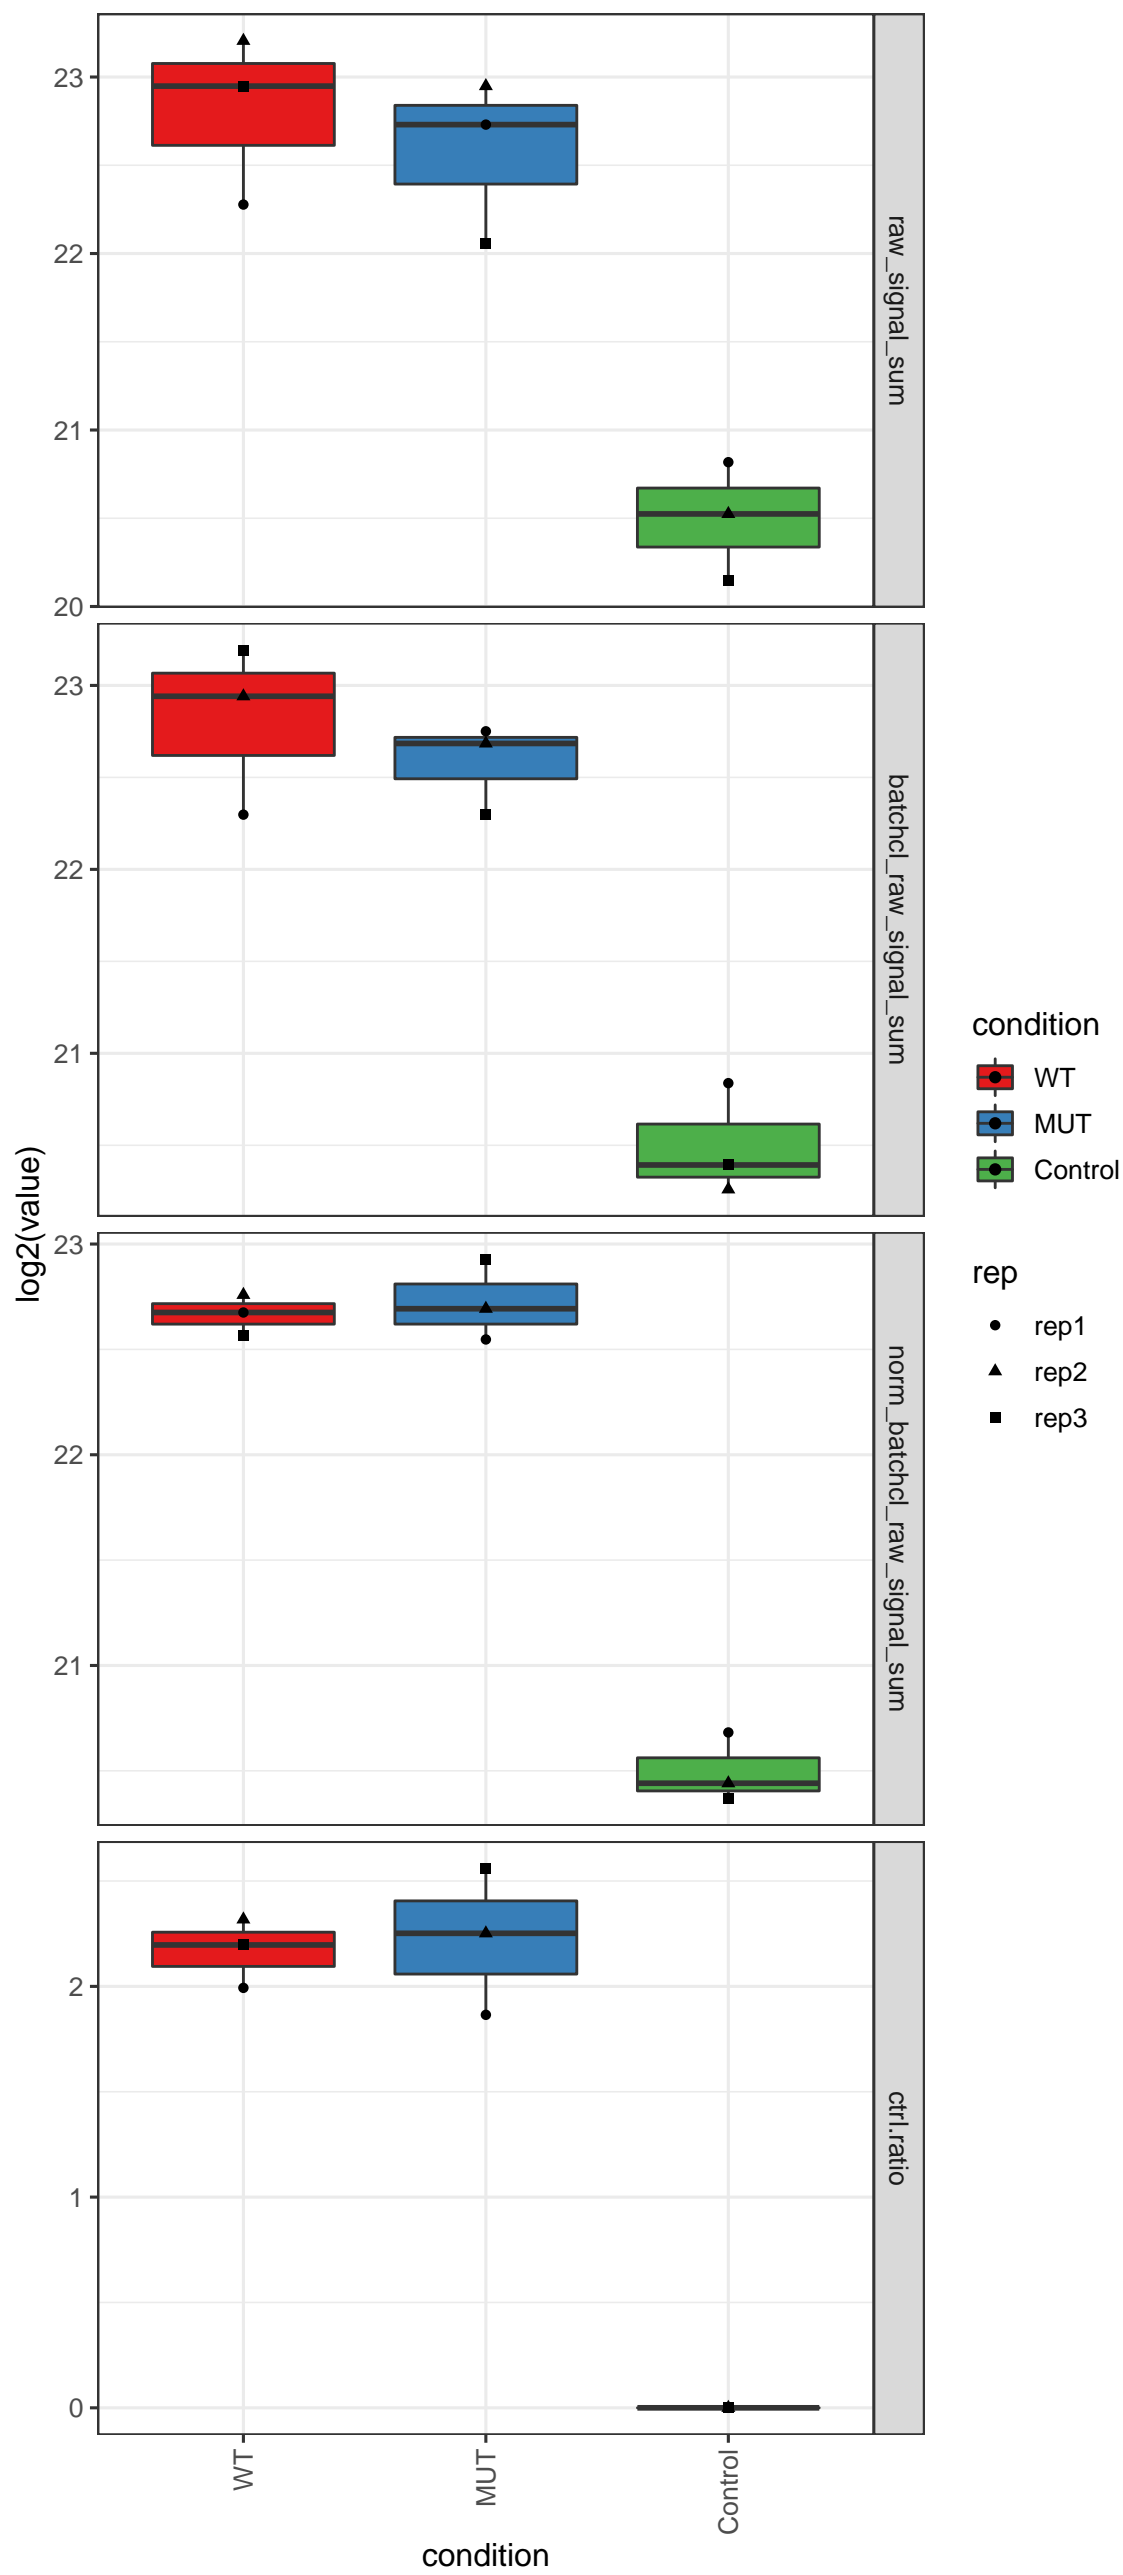 23
22
21
20
raw_signal_sum
23
22
21
batchcl_raw_signal_sum
23
22
21
norm_batchcl_raw_signal_sum
2
1
0
ctrl.ratio
log2(value)
WT
MUT
Control
condition
condition
WT
MUT
Control
rep
rep1
rep2
rep3